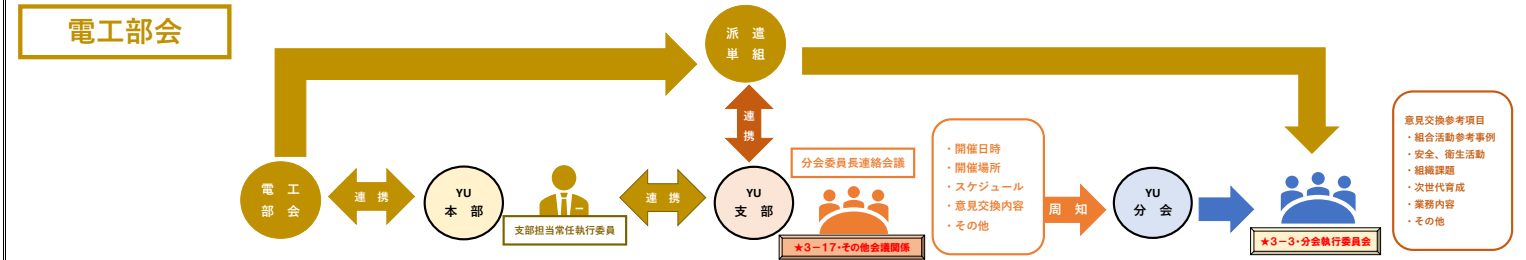 電工部会
派 遣
単 組
連
携
電 工
部 会
連 携
YU
本 部
支部担当常任執行委員
連 携
YU
支 部
分会委員長連絡会議
★3－17・その他会議関係
・開催日時
・開催場所
・スケジュール
・意見交換内容
・その他
周 知
YU
分 会
★3－3・分会執行委員会
意見交換参考項目
・組合活動参考事例
・安全、衛生活動
・組織課題
・次世代育成
・業務内容
・その他